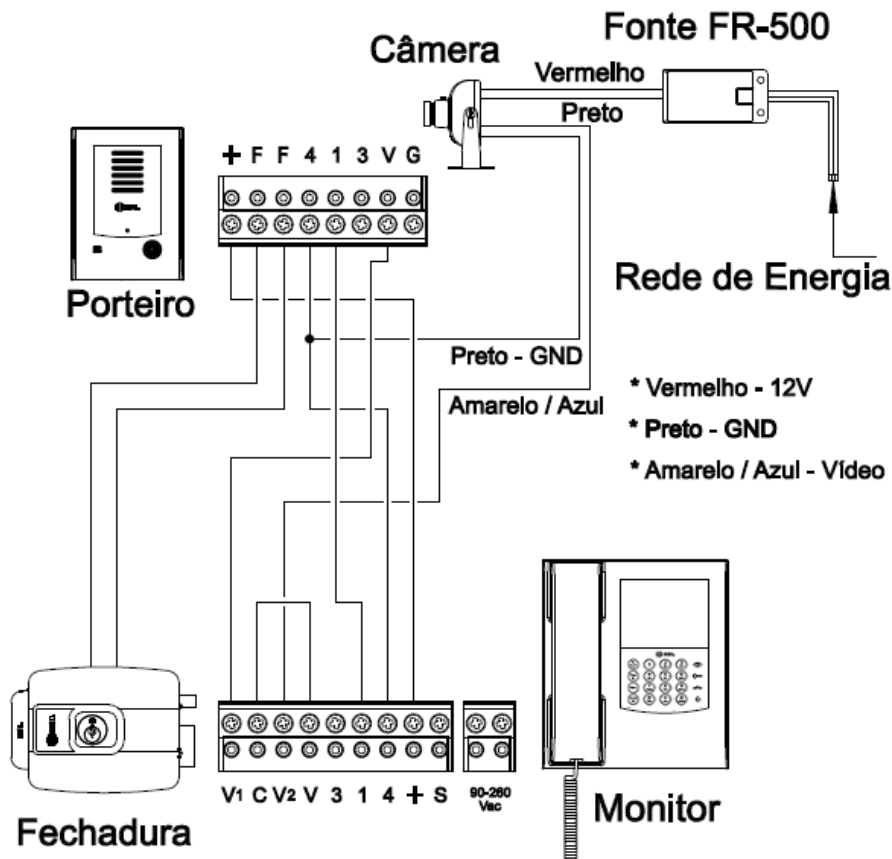 Fonte FR-500
Câmera
Vermelho
Preto
+ F F 4 1 3 V G
Porteiro
Rede de Energia
Preto - GND
Amarelo / Azul
* Vermelho - 12V
* Preto - GND
* Amarelo / Azul - Vídeo
V1 C V2 V 3 1 4 + S
90-260
Vac
Fechadura
Monitor